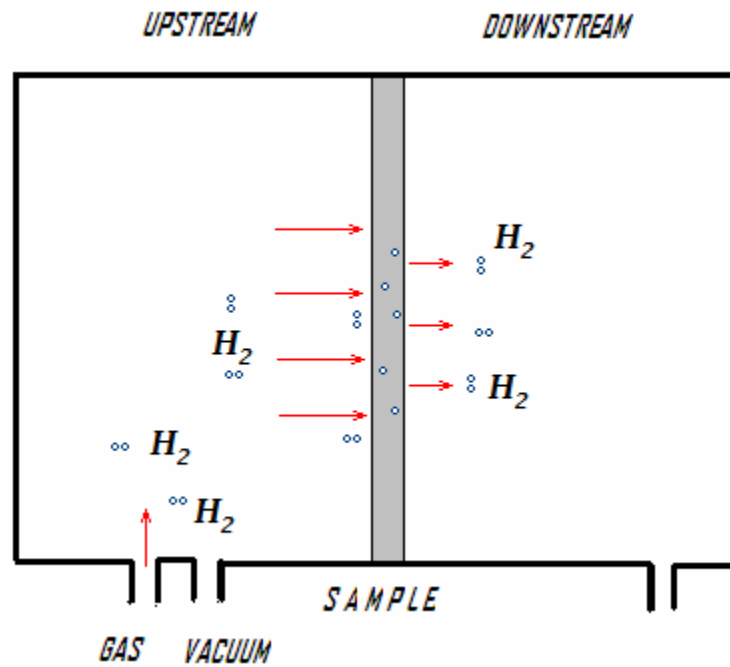 UPSTREAM
DOWNSTREAM
H2
H2
H2
H2
H2
SAMPLE
GAS
VACUUM